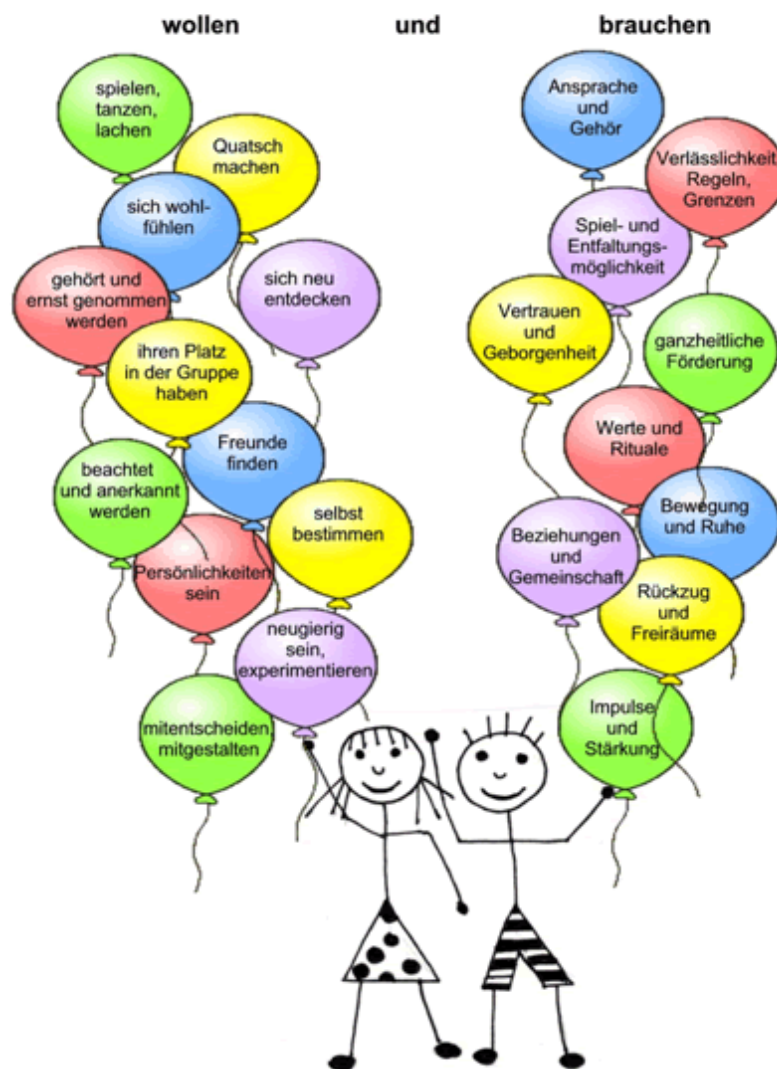 wollen und brauchen
spielen,
tanzen,
lachen
Quatsch
machen
sich wohl-
fühlen
gehört und
ernst genommen
werden
sich neu
entdecken
ihren Platz
in der Gruppe
haben
Freunde
finden
beachtet
und anerkannt
werden
selbst
bestimmen
Persönlichkeiten
sein
neugierig
sein,
experimentieren
mitentscheiden,
mitgestalten
Ansprache
und
Gehör
Verlässlichkeit
Regeln,
Grenzen
Spiel- und
Entfaltungs-
möglichkeit
Vertrauen
und
Geborgenheit
ganzheitliche
Förderung
Werte und
Rituale
Bewegung
und Ruhe
Beziehungen
und
Gemeinschaft
Rückzug
und
Freiräume
Impulse
und
Stärkung